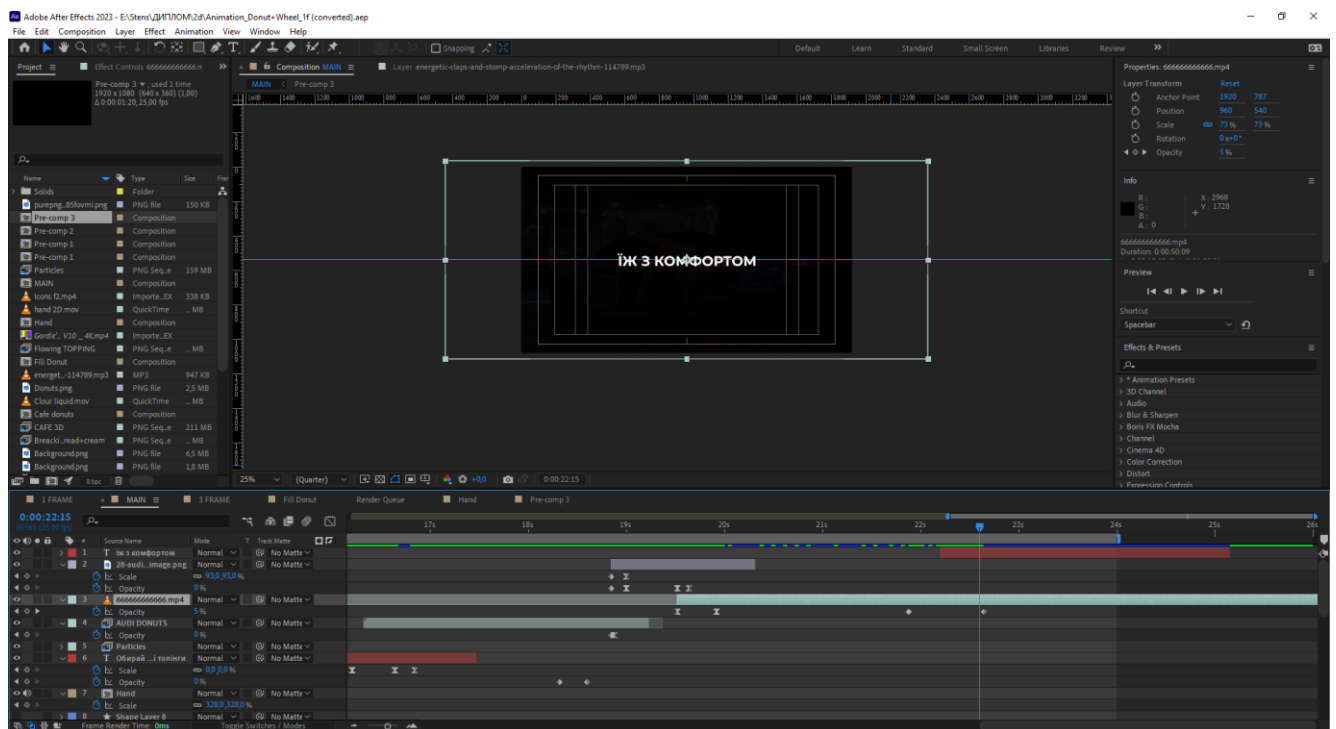 Adobe After Effects 2023 - E:\Stens\ДИПЛОМ\2d\Animation_Donut+Wheel_1f (converted).aep
File Edit Composition Layer Effect Animation View Window Help
Snapping
Default Learn Standard Small Screen Libraries Review
Project
Effect Controls 666666666666.m
Composition MAIN
Layer energetic-claps-and-stomp-acceleration-of-the-rhythm-114789.mp3
MAIN Pre-comp 3
Pre-comp 3 , used 1 time
1920 x 1080 (640 x 360) (1,00)
Δ 0:00:01:20, 25,00 fps
Name Type Size
Solids Folder
purepng...85fovmi.png PNG file 150 KB
Pre-comp 3 Composition
Pre-comp 2 Composition
Pre-comp 1 Composition
Pre-comp 1 Composition
Particles PNG Seq...e 159 MB
MAIN Composition
Icons f2.mp4 Importe...EX 338 KB
hand 2D.mov QuickTime ... MB
Hand Composition
Gordie'... V10 _ 4K.mp4 Importe...EX
Flowing TOPPING PNG Seq...e ... MB
Fill Donut Composition
energet...-114789.mp3 MP3 947 KB
Donuts.png PNG file 2,5 MB
Clour liquid.mov QuickTime ... MB
Cafe donuts Composition
CAFE 3D PNG Seq...e 211 MB
Breacki...read+cream PNG Seq...e ... MB
Background.png PNG file 6,5 MB
Background.png PNG file 1,8 MB
8 bpc
ЇЖ З КОМФОРТОМ
25% (Quarter) +0,0 0:00:22:15
Properties: 666666666666.mp4
Layer Transform Reset
Anchor Point 1920 787
Position 960 540
Scale 73 % 73 %
Rotation 0 x+0°
Opacity 5 %
Info
R : X : 2968
G : Y : 1728
B :
A : 0
666666666666.mp4
Duration: 0:00:50:09
Preview
Shortcut
Spacebar
Effects & Presets
* Animation Presets
3D Channel
Audio
Blur & Sharpen
Boris FX Mocha
Channel
Cinema 4D
Color Correction
Distort
Expression Controls
1 FRAME MAIN 3 FRAME Fill Donut Render Queue Hand Pre-comp 3
0:00:22:15
00565 (25.00 fps)
# Source Name Mode T Track Matte
17s 18s 19s 20s 21s 22s 23s 24s 25s 26s
1 T їж з комфортом Normal No Matte
2 28-audi...image.png Normal No Matte
Scale 93,0,93,0 %
Opacity 0 %
3 666666666666.mp4 Normal No Matte
Opacity 5 %
4 AUDI DONUTS Normal No Matte
Opacity 0 %
5 Particles Normal No Matte
6 T Обирай ...і топінги Normal No Matte
Scale 0,0,0,0 %
Opacity 0 %
7 Hand Normal No Matte
Scale 328,0,328,0 %
8 Shape Layer 8 Normal No Matte
Frame Render Time: 0ms Toggle Switches / Modes